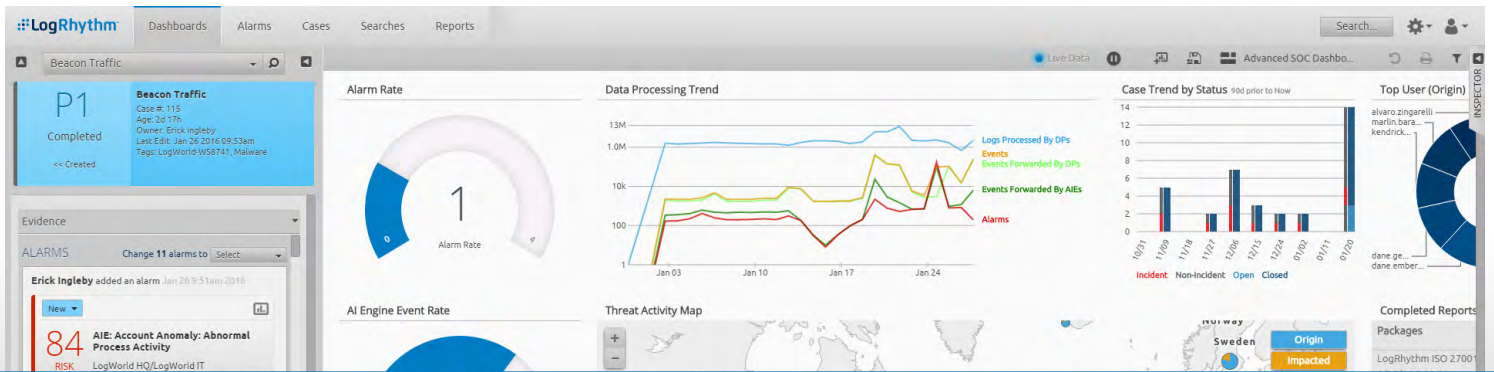 LogRhythm
Dashboards
Alarms
Cases
Searches
Reports
Search...
Beacon Traffic
Live Data
Advanced SOC Dashbo...
INSPECTOR
P1
Completed
<< Created
Beacon Traffic
Case #: 115
Age: 2d 17h
Owner: Erick Ingleby
Last Edit: Jan 26 2016 09:53am
Tags: LogWorld-WS8741, Malware
Evidence
ALARMS
Change 11 alarms to
Select
Erick Ingleby added an alarm Jan 26 9:51am 2016
New
84
RISK
AIE: Account Anomaly: Abnormal
Process Activity
LogWorld HQ/LogWorld IT
Alarm Rate
1
Alarm Rate
0
4
AI Engine Event Rate
Data Processing Trend
13M
1.0M
10k
100
1
Jan 03
Jan 10
Jan 17
Jan 24
Logs Processed By DPs
Events
Events Forwarded By DPs
Events Forwarded By AIEs
Alarms
Threat Activity Map
+
−
Norway
Sweden
Origin
Impacted
Case Trend by Status 90d prior to Now
14
12
10
8
6
4
2
0
10/31
11/09
11/18
11/27
12/06
12/15
12/24
01/02
01/11
01/20
Incident
Non-Incident
Open
Closed
Top User (Origin)
alvaro.zingarelli
marlin.bara...
kendrick...
dane.ge...
dane.ember...
Completed Reports
Packages
LogRhythm ISO 27001